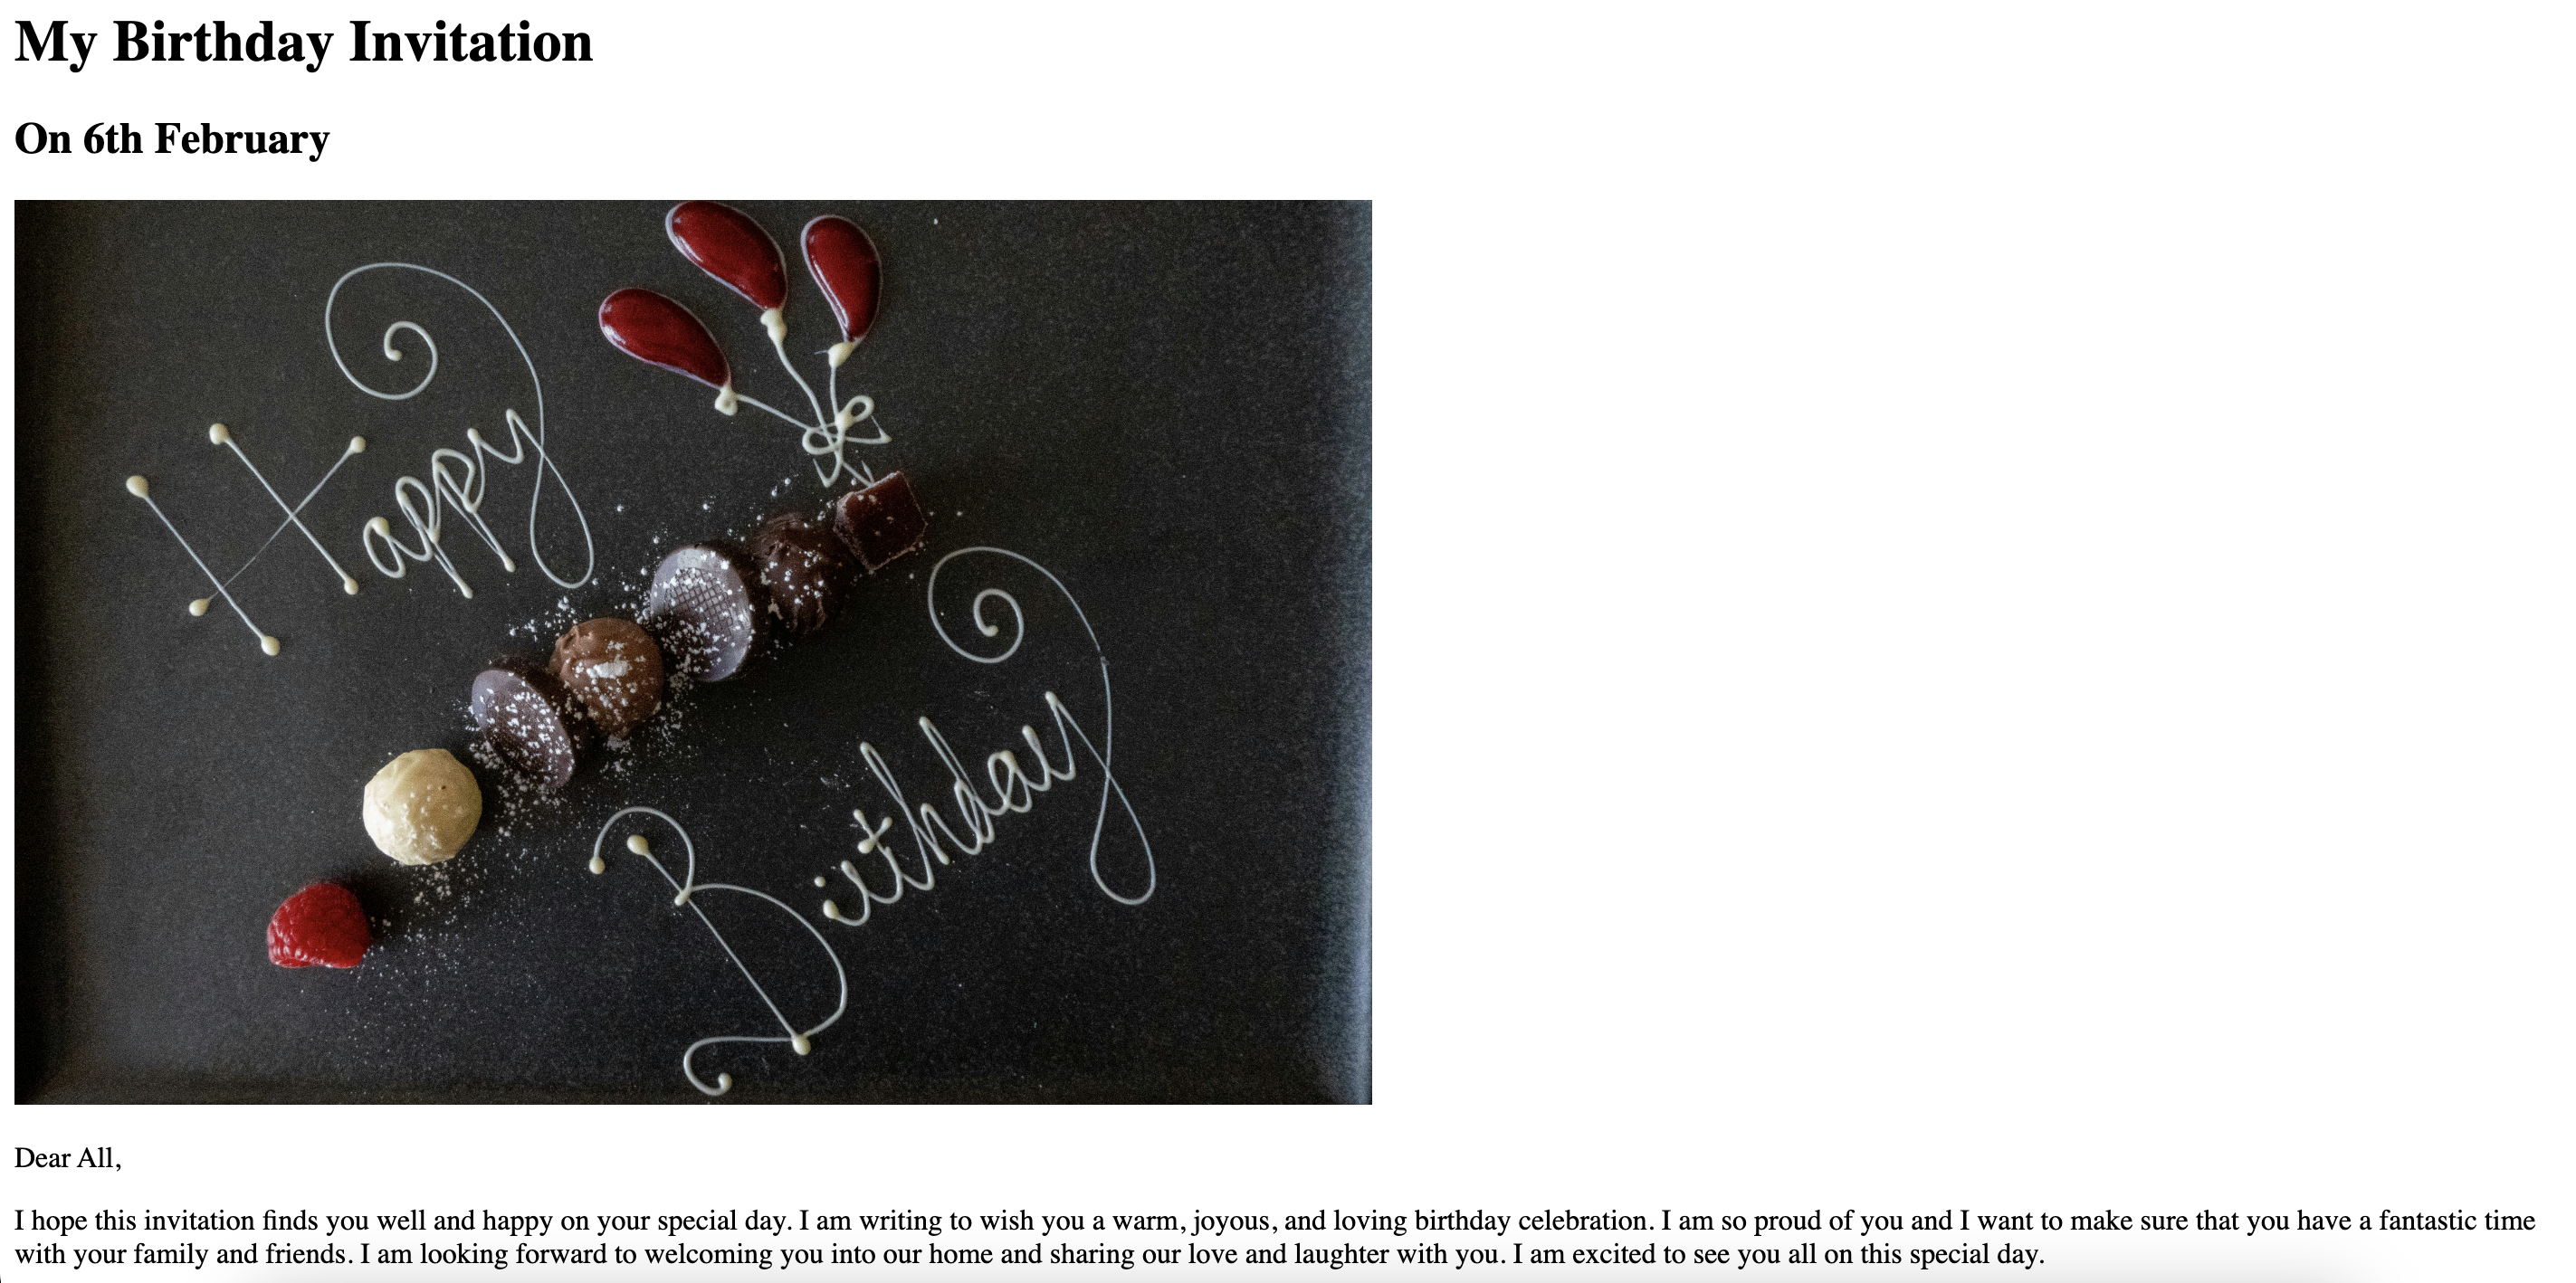 My Birthday Invitation
On 6th February
Happy
Birthday
Dear All,
I hope this invitation finds you well and happy on your special day. I am writing to wish you a warm, joyous, and loving birthday celebration. I am so proud of you and I want to make sure that you have a fantastic time
with your family and friends. I am looking forward to welcoming you into our home and sharing our love and laughter with you. I am excited to see you all on this special day.